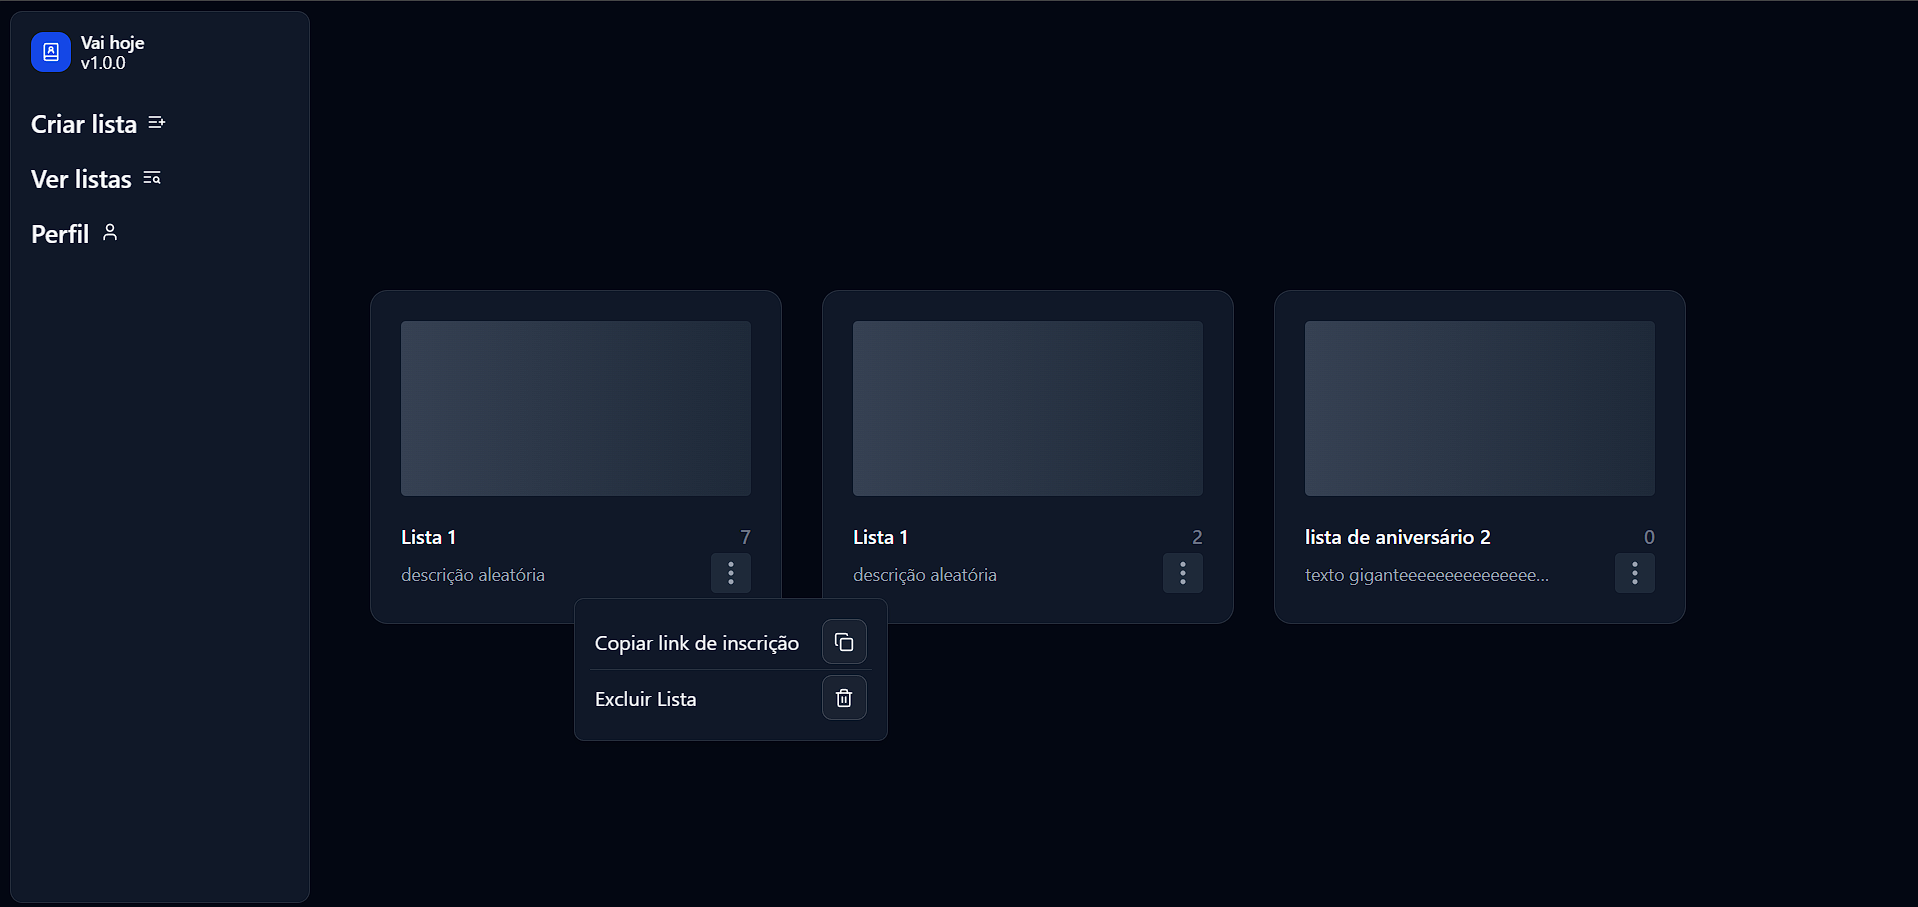 Vai hoje
v1.0.0
Criar lista
Ver listas
Perfil
Lista 1
7
descrição aleatória
Lista 1
2
descrição aleatória
lista de aniversário 2
0
texto giganteeeeeeeeeeeeeee...
Copiar link de inscrição
Excluir Lista